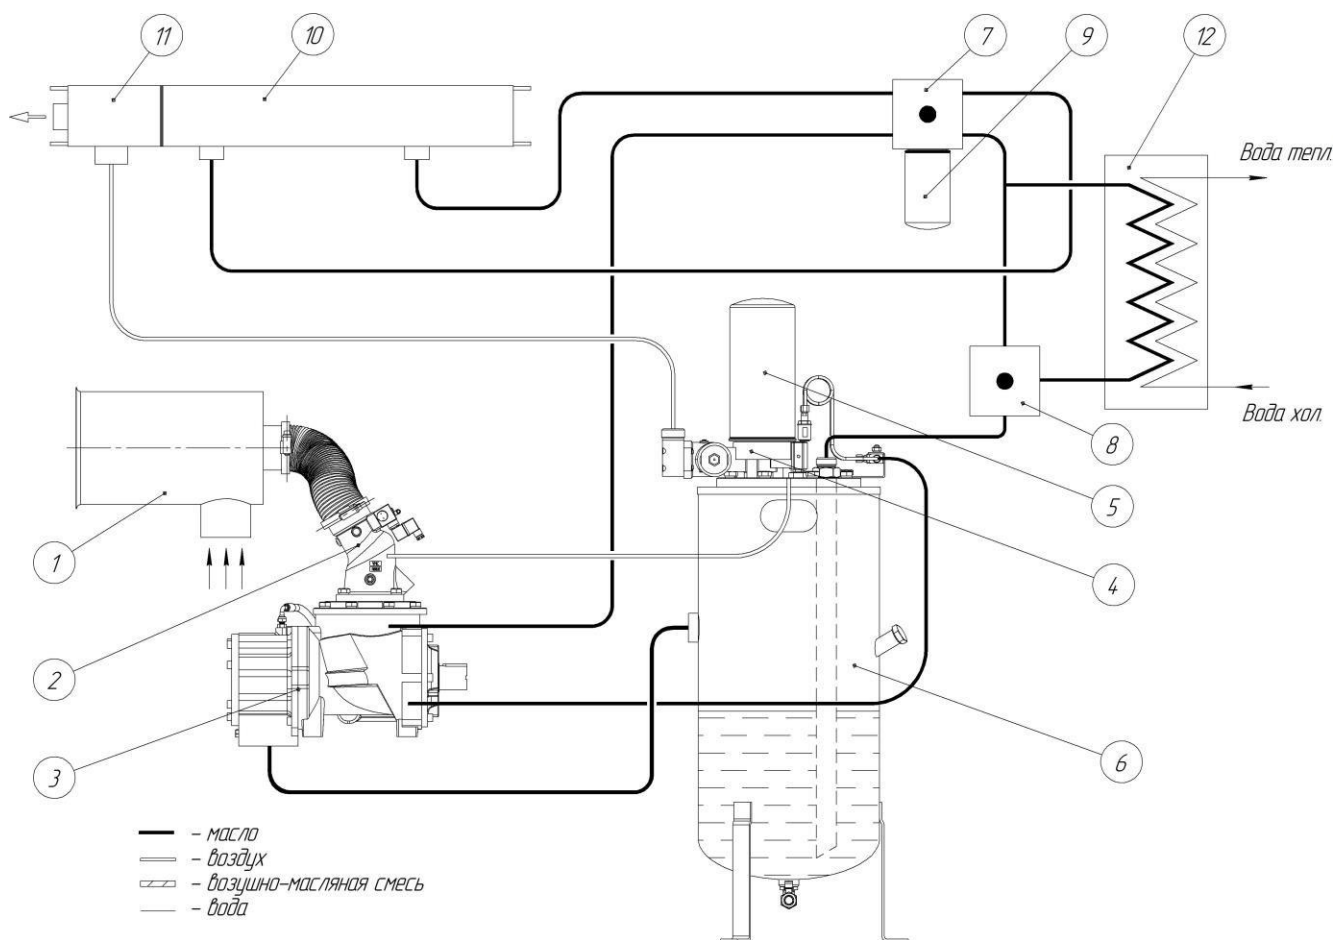 11
10
7
9
12
Вода тепл.
Вода хол.
8
1
5
2
4
3
6
– масло
– воздух
– возушно-масляная смесь
– вода